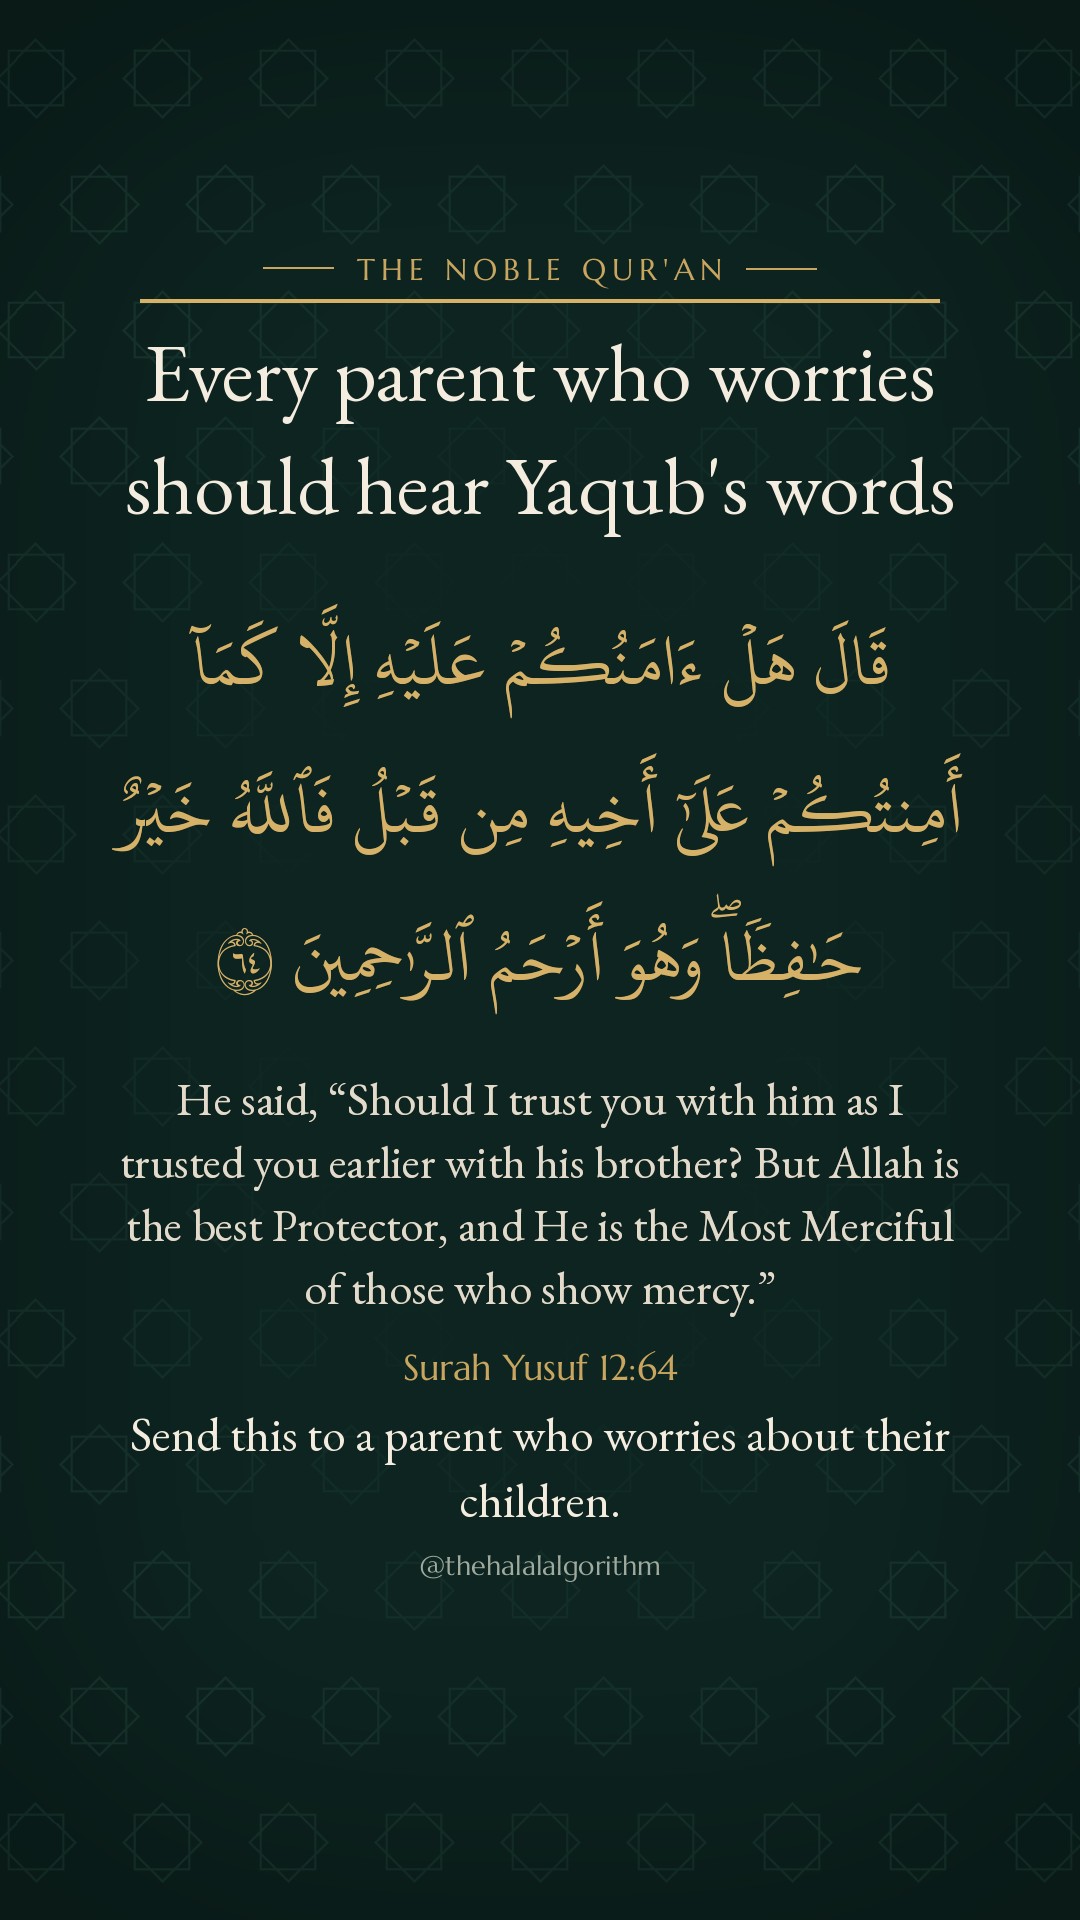 THE NOBLE QUR'AN
Every parent who worries
should hear Yaqub's words
قَالَ هَلْ ءَامَنُكُمْ عَلَيْهِ إِلَّا كَمَآ
أَمِنتُكُمْ عَلَىٰٓ أَخِيهِ مِن قَبْلُ فَٱللَّهُ خَيْرٌ
حَـٰفِظًۭا ۖ وَهُوَ أَرْحَمُ ٱلرَّٰحِمِينَ ٦٤
He said, “Should I trust you with him as I
trusted you earlier with his brother? But Allah is
the best Protector, and He is the Most Merciful
of those who show mercy.”
Surah Yusuf 12:64
Send this to a parent who worries about their
children.
@thehalalalgorithm